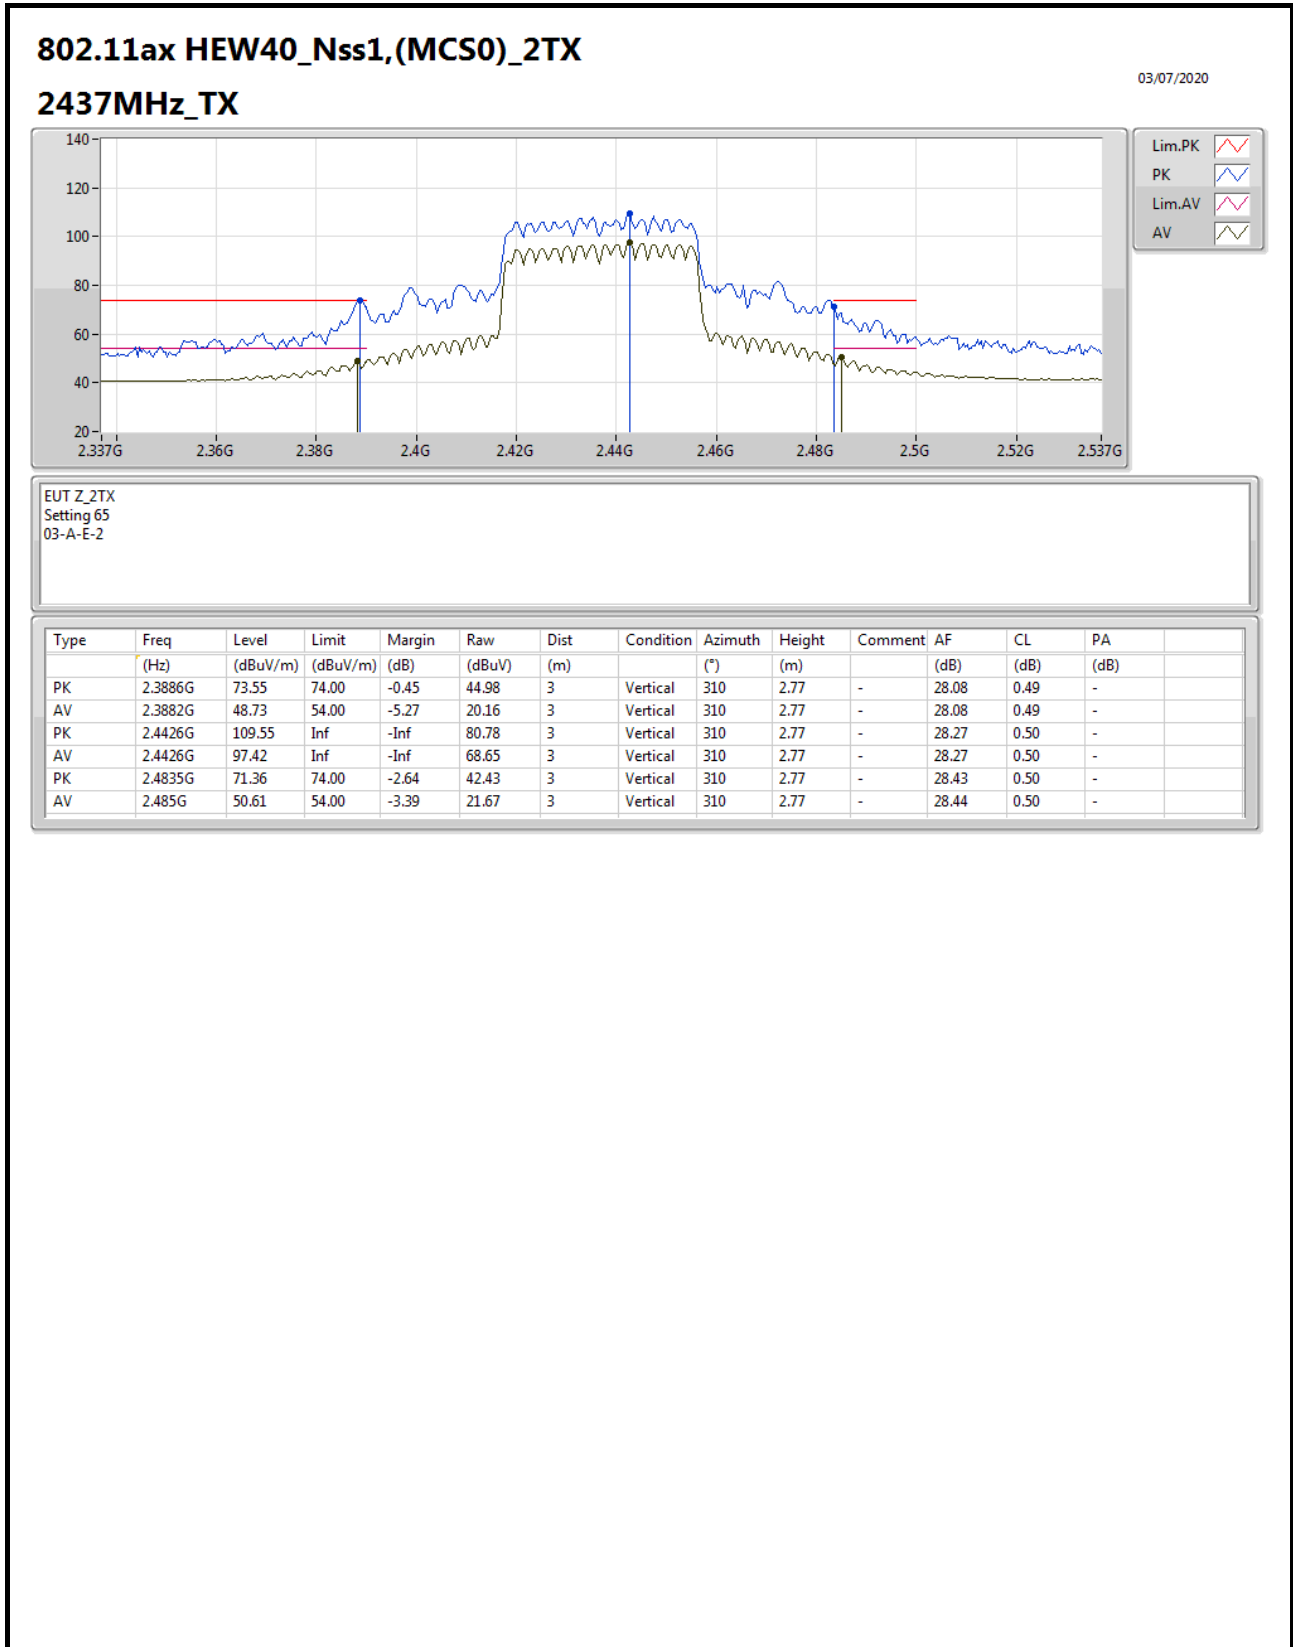 802.11ax HEW40_Nss1,(MCS0)_2TX
03/07/2020
2437MHz_TX
140
120
100
80
60
40
20
2.337G 2.36G 2.38G 2.4G 2.42G 2.44G 2.46G 2.48G 2.5G 2.52G 2.537G
Lim.PK
PK
Lim.AV
AV
EUT Z_2TX
Setting 65
03-A-E-2
Type Freq Level Limit Margin Raw Dist Condition Azimuth Height Comment AF CL PA
(Hz) (dBuV/m) (dBuV/m) (dB) (dBuV) (m) (°) (m) (dB) (dB) (dB)
PK 2.3886G 73.55 74.00 -0.45 44.98 3 Vertical 310 2.77 - 28.08 0.49 -
AV 2.3882G 48.73 54.00 -5.27 20.16 3 Vertical 310 2.77 - 28.08 0.49 -
PK 2.4426G 109.55 Inf -Inf 80.78 3 Vertical 310 2.77 - 28.27 0.50 -
AV 2.4426G 97.42 Inf -Inf 68.65 3 Vertical 310 2.77 - 28.27 0.50 -
PK 2.4835G 71.36 74.00 -2.64 42.43 3 Vertical 310 2.77 - 28.43 0.50 -
AV 2.485G 50.61 54.00 -3.39 21.67 3 Vertical 310 2.77 - 28.44 0.50 -